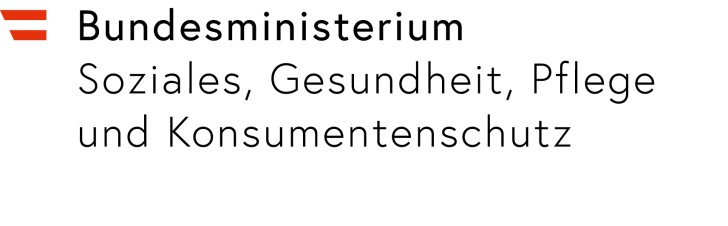 Bundesministerium
Soziales, Gesundheit, Pflege
und Konsumentenschutz